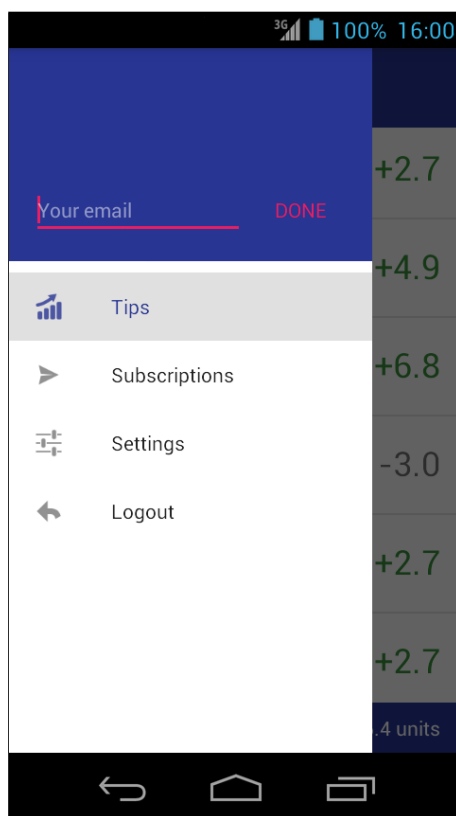 3G 100% 16:00
+2.7
Your email DONE
+4.9
Tips
+6.8
Subscriptions
Settings
-3.0
Logout
+2.7
+2.7
.4 units